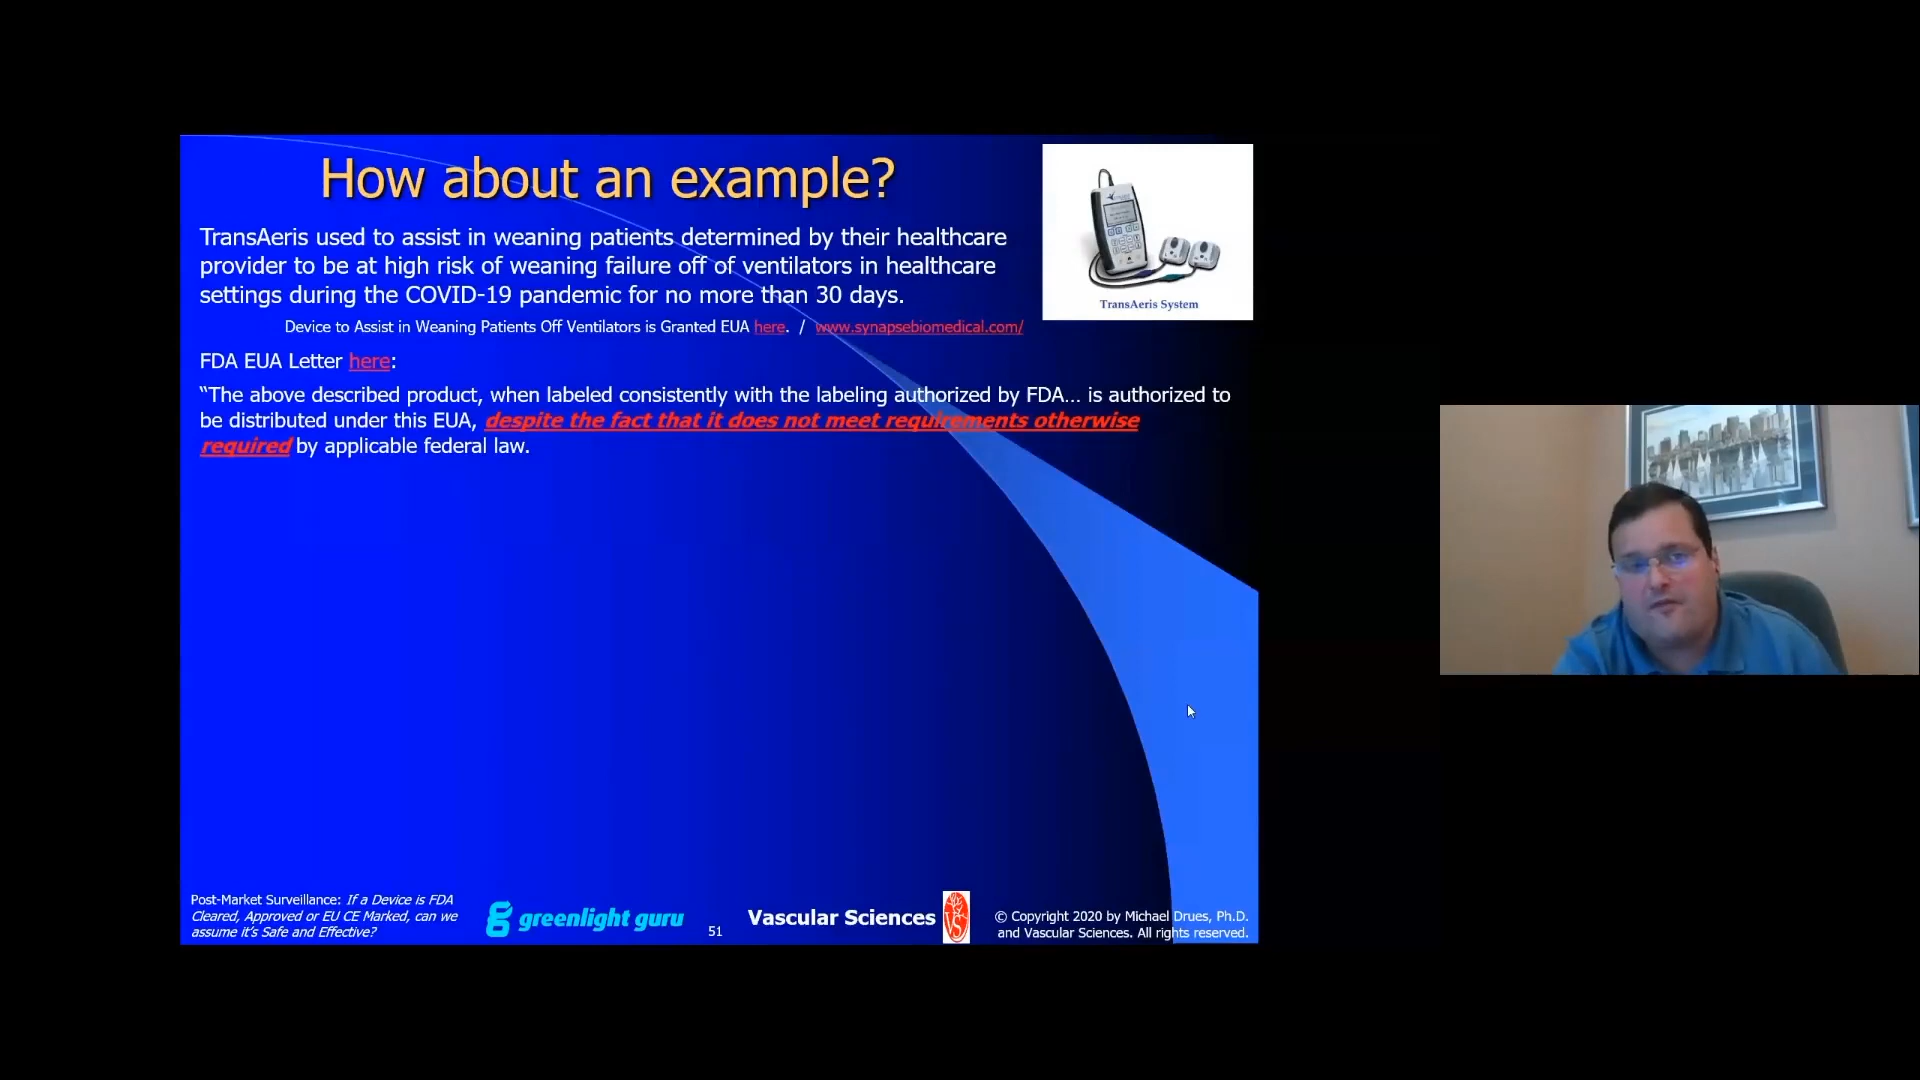 How about an example?
TransAeris used to assist in weaning patients determined by their healthcare
provider to be at high risk of weaning failure off of ventilators in healthcare
settings during the COVID-19 pandemic for no more than 30 days.
TransAeris System
Device to Assist in Weaning Patients Off Ventilators is Granted EUA here. / www.synapsebiomedical.com/
FDA EUA Letter here:
“The above described product, when labeled consistently with the labeling authorized by FDA… is authorized to
be distributed under this EUA, despite the fact that it does not meet requirements otherwise
required by applicable federal law.
Post-Market Surveillance: If a Device is FDA
Cleared, Approved or EU CE Marked, can we
assume it's Safe and Effective?
greenlight guru
51
Vascular Sciences
VS
© Copyright 2020 by Michael Drues, Ph.D.
and Vascular Sciences. All rights reserved.